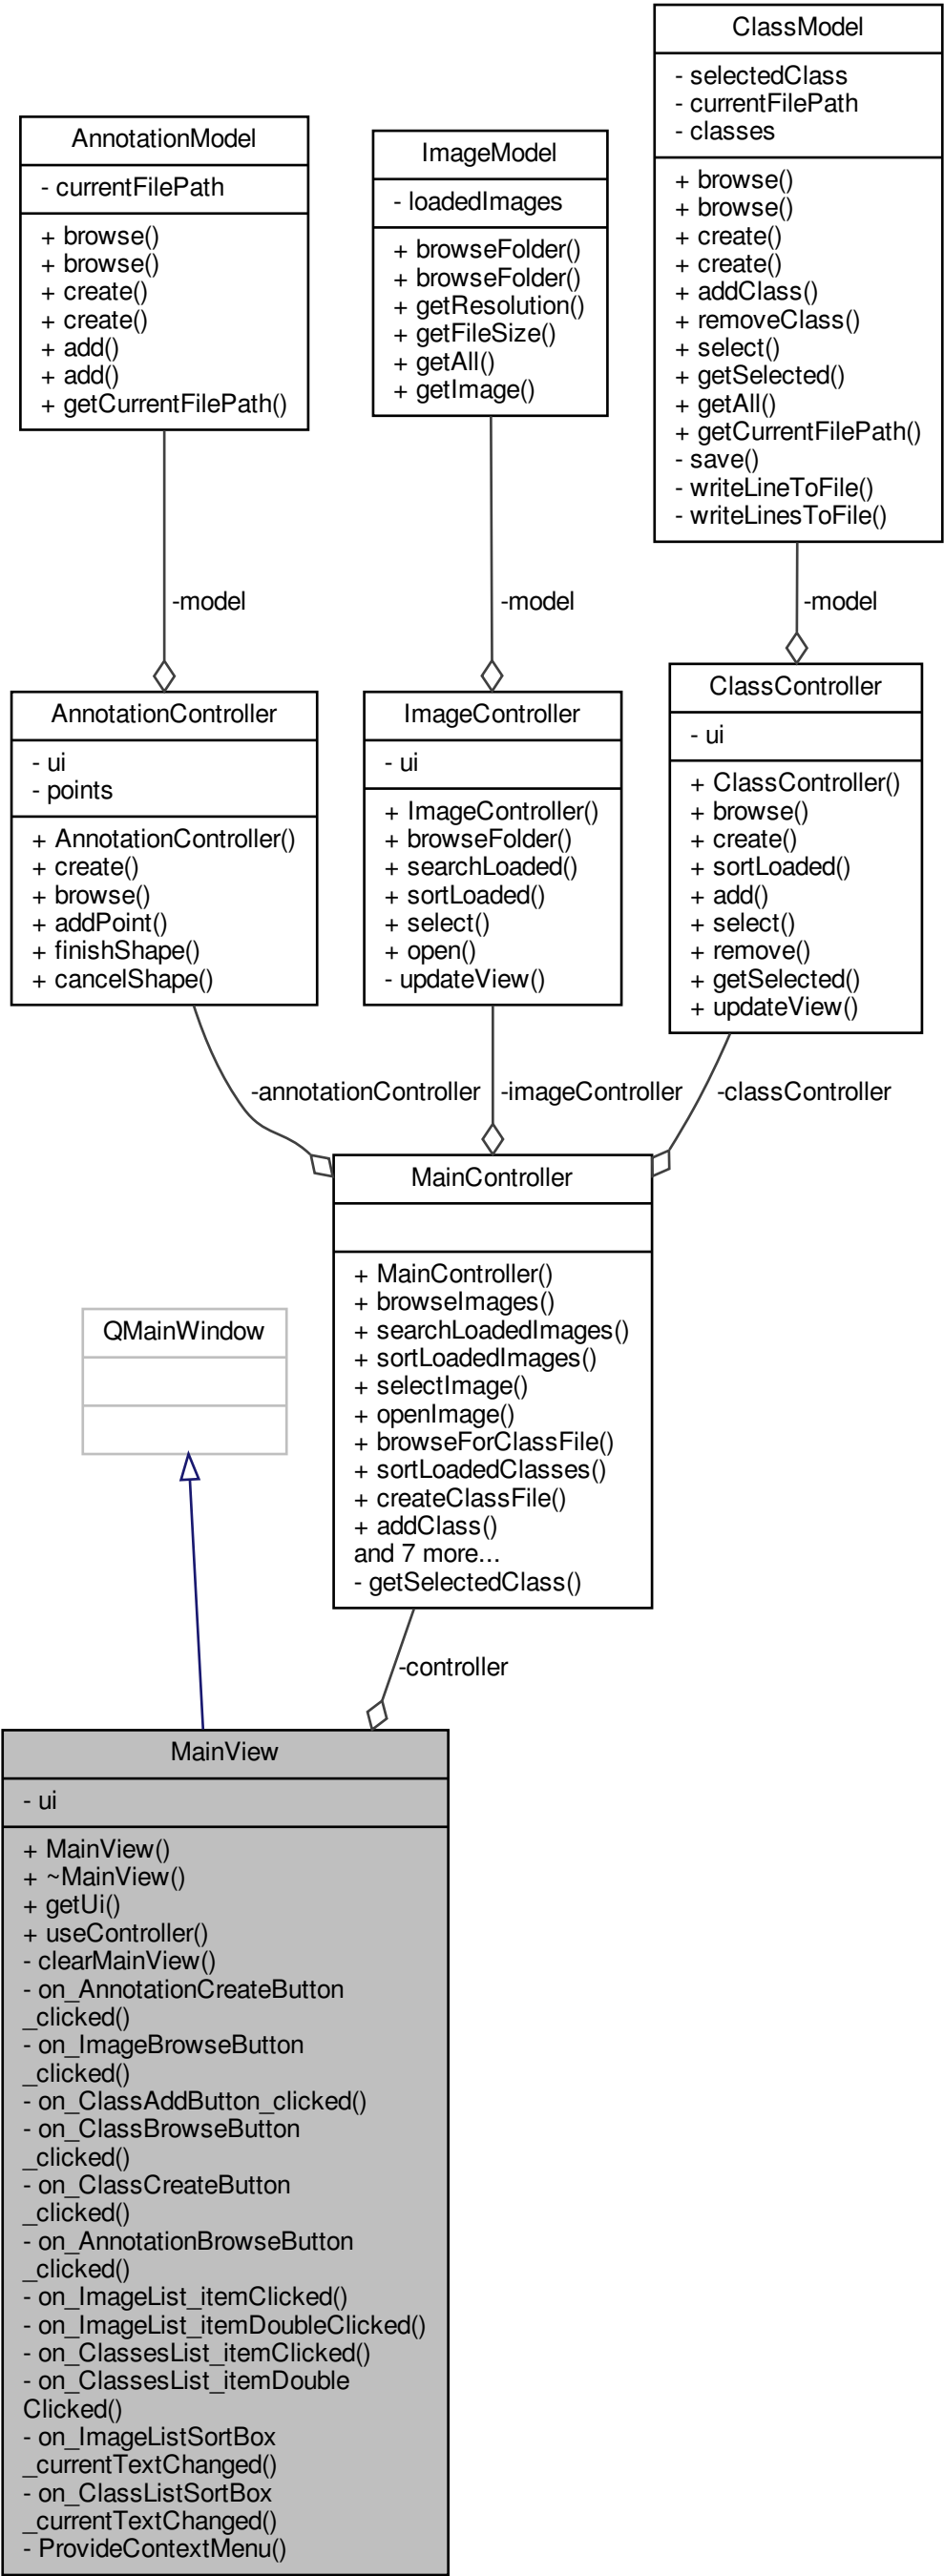 ClassModel
- selectedClass
- currentFilePath
- classes
+ browse()
+ browse()
+ create()
+ create()
+ addClass()
+ removeClass()
+ select()
+ getSelected()
+ getAll()
+ getCurrentFilePath()
- save()
- writeLineToFile()
- writeLinesToFile()
AnnotationModel
- currentFilePath
+ browse()
+ browse()
+ create()
+ create()
+ add()
+ add()
+ getCurrentFilePath()
ImageModel
- loadedImages
+ browseFolder()
+ browseFolder()
+ getResolution()
+ getFileSize()
+ getAll()
+ getImage()
-model
-model
-model
AnnotationController
- ui
- points
+ AnnotationController()
+ create()
+ browse()
+ addPoint()
+ finishShape()
+ cancelShape()
ImageController
- ui
+ ImageController()
+ browseFolder()
+ searchLoaded()
+ sortLoaded()
+ select()
+ open()
- updateView()
ClassController
- ui
+ ClassController()
+ browse()
+ create()
+ sortLoaded()
+ add()
+ select()
+ remove()
+ getSelected()
+ updateView()
-annotationController
-imageController
-classController
MainController
+ MainController()
+ browseImages()
+ searchLoadedImages()
+ sortLoadedImages()
+ selectImage()
+ openImage()
+ browseForClassFile()
+ sortLoadedClasses()
+ createClassFile()
+ addClass()
and 7 more...
- getSelectedClass()
QMainWindow
-controller
MainView
- ui
+ MainView()
+ ~MainView()
+ getUi()
+ useController()
- clearMainView()
- on_AnnotationCreateButton
_clicked()
- on_ImageBrowseButton
_clicked()
- on_ClassAddButton_clicked()
- on_ClassBrowseButton
_clicked()
- on_ClassCreateButton
_clicked()
- on_AnnotationBrowseButton
_clicked()
- on_ImageList_itemClicked()
- on_ImageList_itemDoubleClicked()
- on_ClassesList_itemClicked()
- on_ClassesList_itemDouble
Clicked()
- on_ImageListSortBox
_currentTextChanged()
- on_ClassListSortBox
_currentTextChanged()
- ProvideContextMenu()